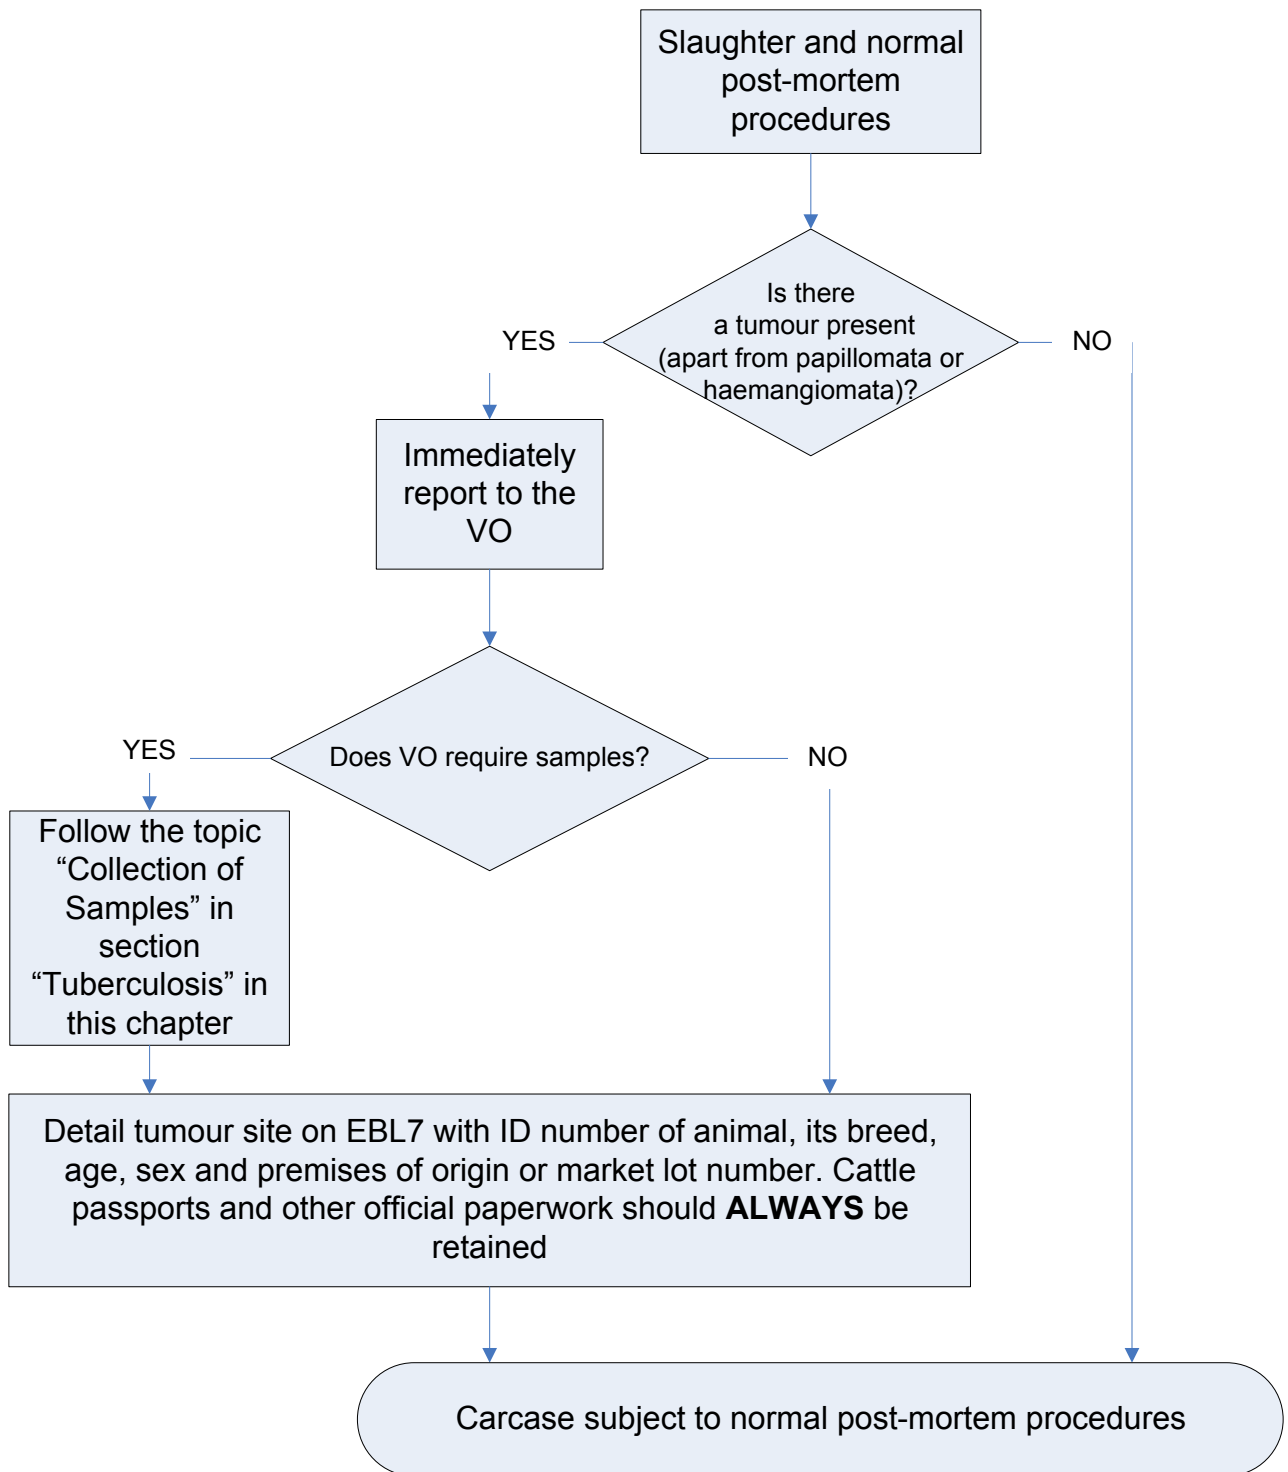 Slaughter and normal
post-mortem
procedures
Is there
a tumour present
(apart from papillomata or
haemangiomata)?
YES
NO
Immediately
report to the
VO
Does VO require samples?
YES
NO
Follow the topic
“Collection of
Samples” in
section
“Tuberculosis” in
this chapter
Detail tumour site on EBL7 with ID number of animal, its breed,
age, sex and premises of origin or market lot number. Cattle
passports and other official paperwork should ALWAYS be
retained
Carcase subject to normal post-mortem procedures